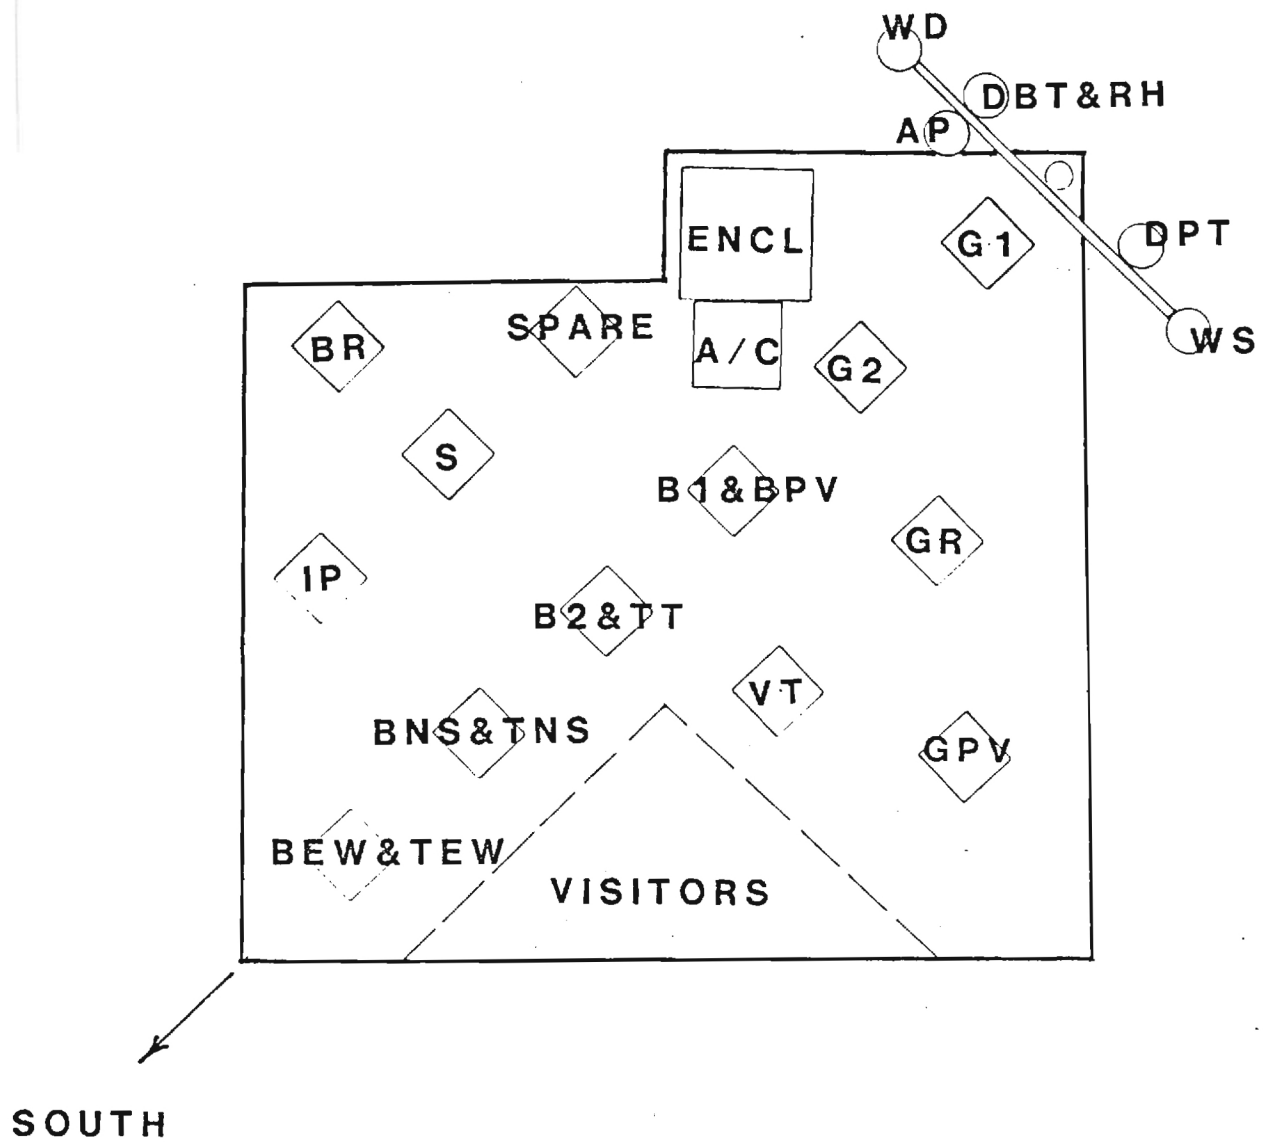 WD
DBT&RH
AP
DPT
ENCL
G1
SPARE
BR
A/C
G2
WS
S
B1&BPV
GR
IP
B2&TT
VT
BNS&TNS
GPV
BEW&TEW
VISITORS
SOUTH